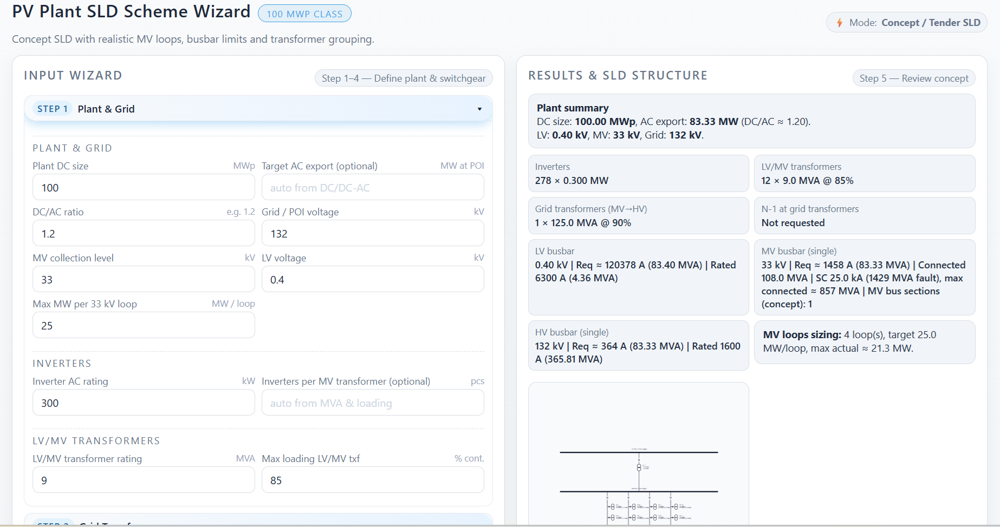 PV Plant SLD Scheme Wizard
100 MWP CLASS
Mode: Concept / Tender SLD
Concept SLD with realistic MV loops, busbar limits and transformer grouping.
INPUT WIZARD
Step 1–4 — Define plant & switchgear
STEP 1 Plant & Grid
PLANT & GRID
Plant DC size MWp
100
Target AC export (optional) MW at POI
auto from DC/DC-AC
DC/AC ratio e.g. 1.2
1.2
Grid / POI voltage kV
132
MV collection level kV
33
LV voltage kV
0.4
Max MW per 33 kV loop MW / loop
25
INVERTERS
Inverter AC rating kW
300
Inverters per MV transformer (optional) pcs
auto from MVA & loading
LV/MV TRANSFORMERS
LV/MV transformer rating MVA
9
Max loading LV/MV txf % cont.
85
RESULTS & SLD STRUCTURE
Step 5 — Review concept
Plant summary
DC size: 100.00 MWp, AC export: 83.33 MW (DC/AC ≈ 1.20).
LV: 0.40 kV, MV: 33 kV, Grid: 132 kV.
Inverters
278 × 0.300 MW
LV/MV transformers
12 × 9.0 MVA @ 85%
Grid transformers (MV→HV)
1 × 125.0 MVA @ 90%
N-1 at grid transformers
Not requested
LV busbar
0.40 kV | Req ≈ 120378 A (83.40 MVA) | Rated
6300 A (4.36 MVA)
MV busbar (single)
33 kV | Req ≈ 1458 A (83.33 MVA) | Connected
108.0 MVA | SC 25.0 kA (1429 MVA fault), max
connected ≈ 857 MVA | MV bus sections
(concept): 1
HV busbar (single)
132 kV | Req ≈ 364 A (83.33 MVA) | Rated 1600
A (365.81 MVA)
MV loops sizing: 4 loop(s), target 25.0
MW/loop, max actual ≈ 21.3 MW.